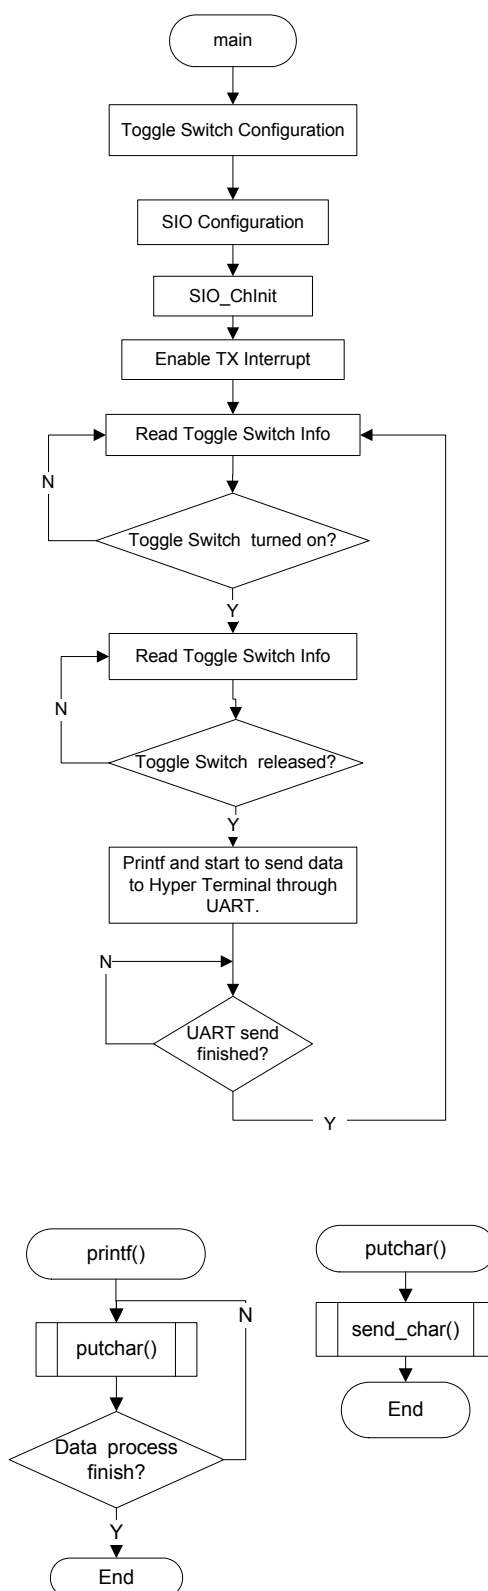 main
Toggle Switch Configuration
SIO Configuration
SIO_ChInit
Enable TX Interrupt
Read Toggle Switch Info
N
Toggle Switch turned on?
Y
Read Toggle Switch Info
N
Toggle Switch released?
Y
Printf and start to send data
to Hyper Terminal through
UART.
N
UART send
finished?
Y
printf()
N
putchar()
Data process
finish?
Y
End
putchar()
send_char()
End